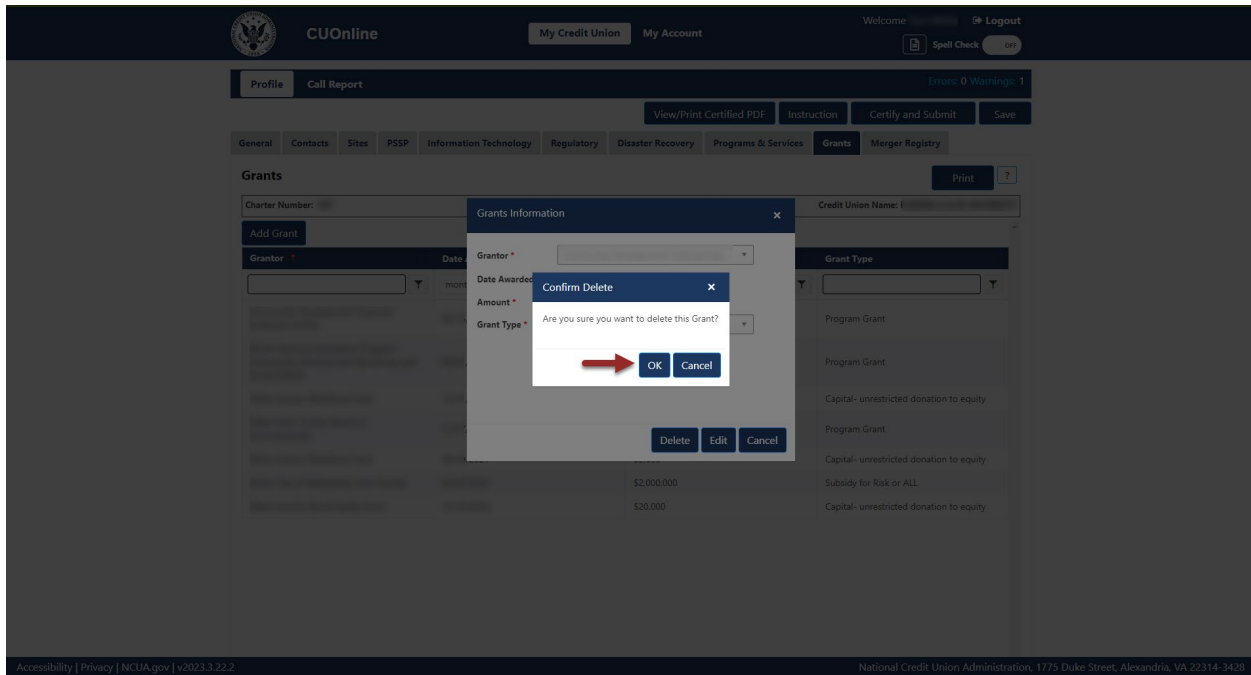 CUOnline
My Credit Union
My Account
Welcome
Logout
Spell Check
OFF
Profile
Call Report
Errors: 0 Warnings: 1
View/Print Certified PDF
Instruction
Certify and Submit
Save
General
Contacts
Sites
PSSP
Information Technology
Regulatory
Disaster Recovery
Programs & Services
Grants
Merger Registry
Grants
Print
?
Charter Number:
Credit Union Name:
Add Grant
Grantor ↑
Date
Grant Type
mont
Grants Information
×
Grantor *
Date Awarded
Amount *
Grant Type *
Confirm Delete
×
Are you sure you want to delete this Grant?
OK
Cancel
Delete
Edit
Cancel
Program Grant
Program Grant
Capital- unrestricted donation to equity
Program Grant
Capital- unrestricted donation to equity
$2,000,000
Subsidy for Risk or ALL
$20,000
Capital- unrestricted donation to equity
Accessibility | Privacy | NCUA.gov | v2023.3.22.2
National Credit Union Administration, 1775 Duke Street, Alexandria, VA 22314-3428